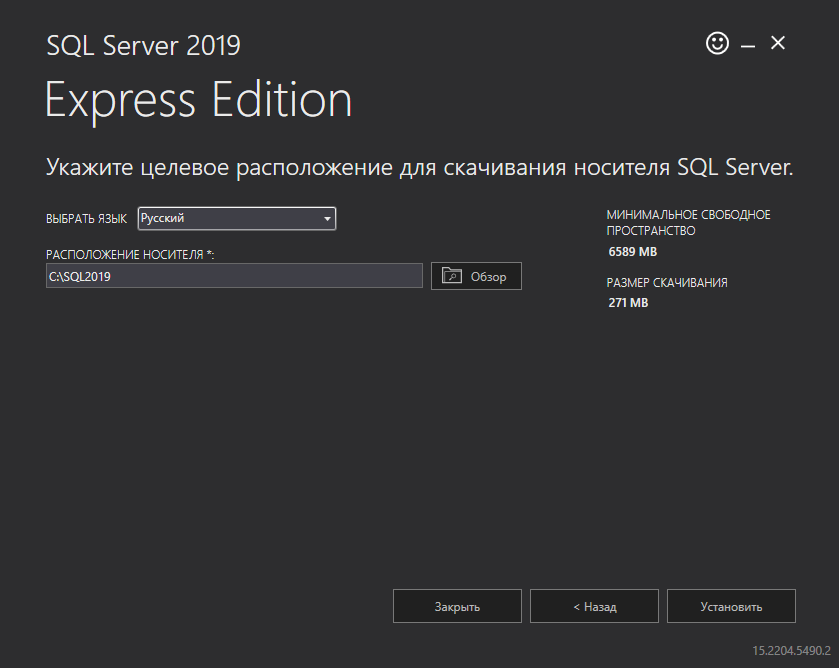 SQL Server 2019
Express Edition
Укажите целевое расположение для скачивания носителя SQL Server.
ВЫБРАТЬ ЯЗЫК Русский
РАСПОЛОЖЕНИЕ НОСИТЕЛЯ *:
C:\SQL2019
Обзор
МИНИМАЛЬНОЕ СВОБОДНОЕ
ПРОСТРАНСТВО
6589 MB
РАЗМЕР СКАЧИВАНИЯ
271 MB
Закрыть
< Назад
Установить
15.2204.5490.2